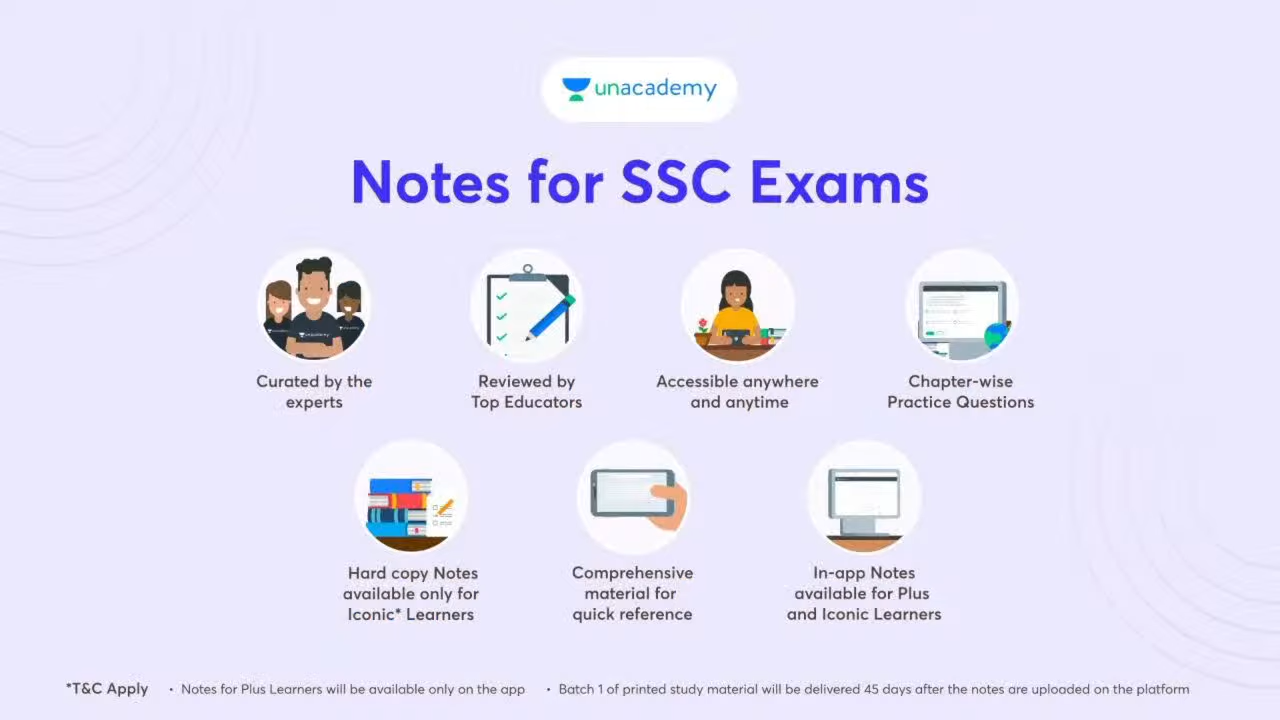 unacademy
Notes for SSC Exams
unacademy
Curated by the
experts
Reviewed by
Top Educators
Accessible anywhere
and anytime
Chapter-wise
Practice Questions
Hard copy Notes
available only for
Iconic* Learners
Comprehensive
material for
quick reference
In-app Notes
available for Plus
and Iconic Learners
*T&C Apply • Notes for Plus Learners will be available only on the app • Batch 1 of printed study material will be delivered 45 days after the notes are uploaded on the platform